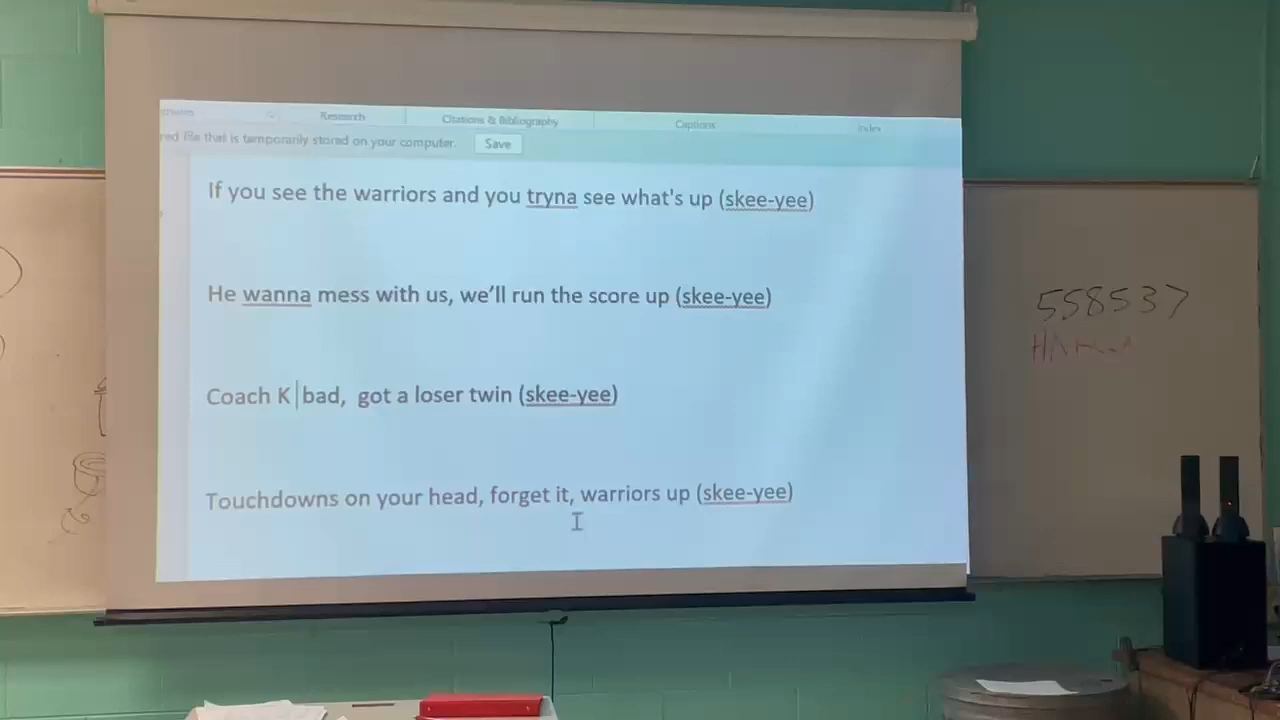 Research
Citations & Bibliography
Captions
Index
red file that is temporarily stored on your computer.
Save
If you see the warriors and you tryna see what's up (skee-yee)
He wanna mess with us, we'll run the score up (skee-yee)
Coach K bad, got a loser twin (skee-yee)
Touchdowns on your head, forget it, warriors up (skee-yee)
558537